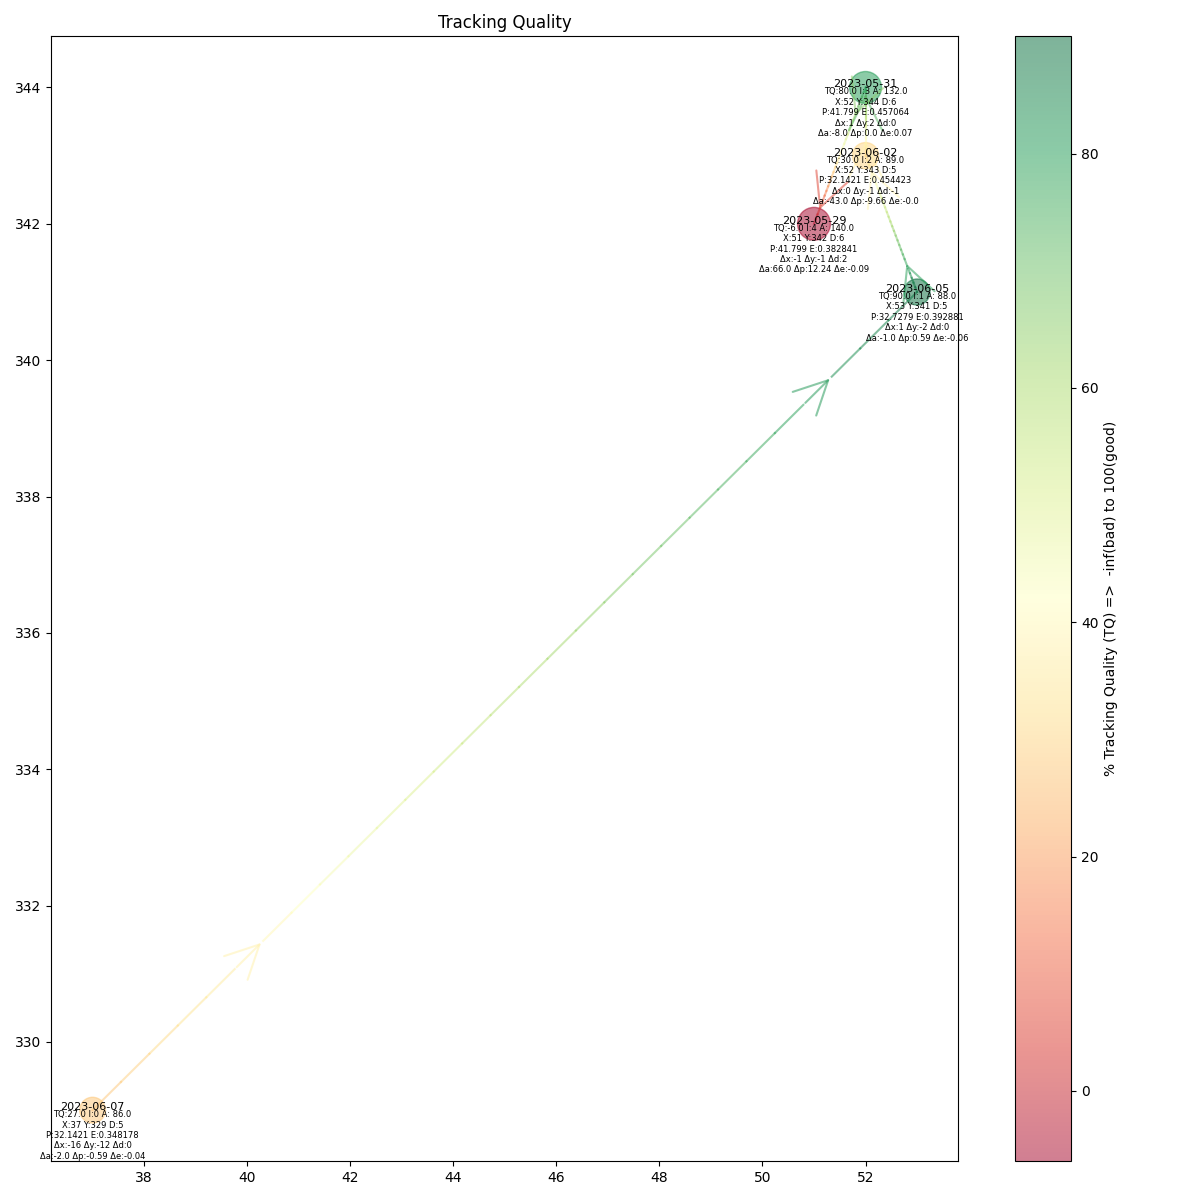 Tracking Quality
344
342
340
338
336
334
332
330
38
40
42
44
46
48
50
52
2023-05-31
TQ:80.0 I:3 A: 132.0
X:52 Y:344 D:6
P:41.799 E:0.457064
Δx:1 Δy:2 Δd:0
Δa:-8.0 Δp:0.0 Δe:0.07
2023-06-02
TQ:30.0 I:2 A: 89.0
X:52 Y:343 D:5
P:32.1421 E:0.454423
Δx:0 Δy:-1 Δd:-1
Δa:-43.0 Δp:-9.66 Δe:-0.0
2023-05-29
TQ:-6.0 I:4 A: 140.0
X:51 Y:342 D:6
P:41.799 E:0.382841
Δx:-1 Δy:-1 Δd:2
Δa:66.0 Δp:12.24 Δe:-0.09
2023-06-05
TQ:90.0 I:1 A: 88.0
X:53 Y:341 D:5
P:32.7279 E:0.392881
Δx:1 Δy:-2 Δd:0
Δa:-1.0 Δp:0.59 Δe:-0.06
2023-06-07
TQ:27.0 I:0 A: 86.0
X:37 Y:329 D:5
P:32.1421 E:0.348178
Δx:-16 Δy:-12 Δd:0
Δa:-2.0 Δp:-0.59 Δe:-0.04
80
60
40
20
0
% Tracking Quality (TQ) =>  -inf(bad) to 100(good)